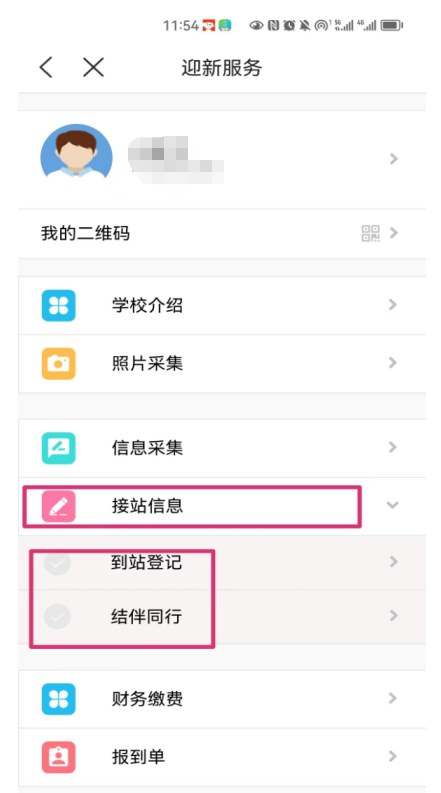 11:54
迎新服务
我的二维码
学校介绍
照片采集
信息采集
接站信息
到站登记
结伴同行
财务缴费
报到单